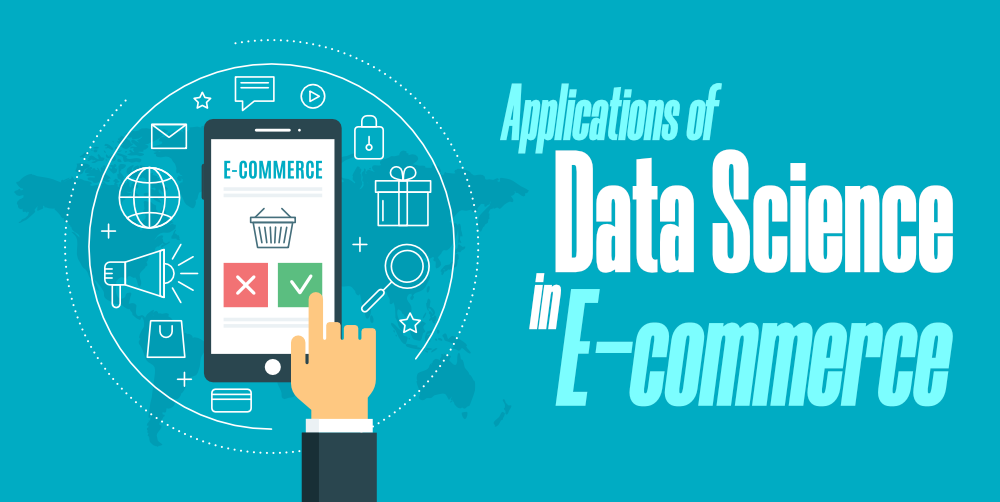 E-COMMERCE
Applications of
Data Science
in
E-commerce